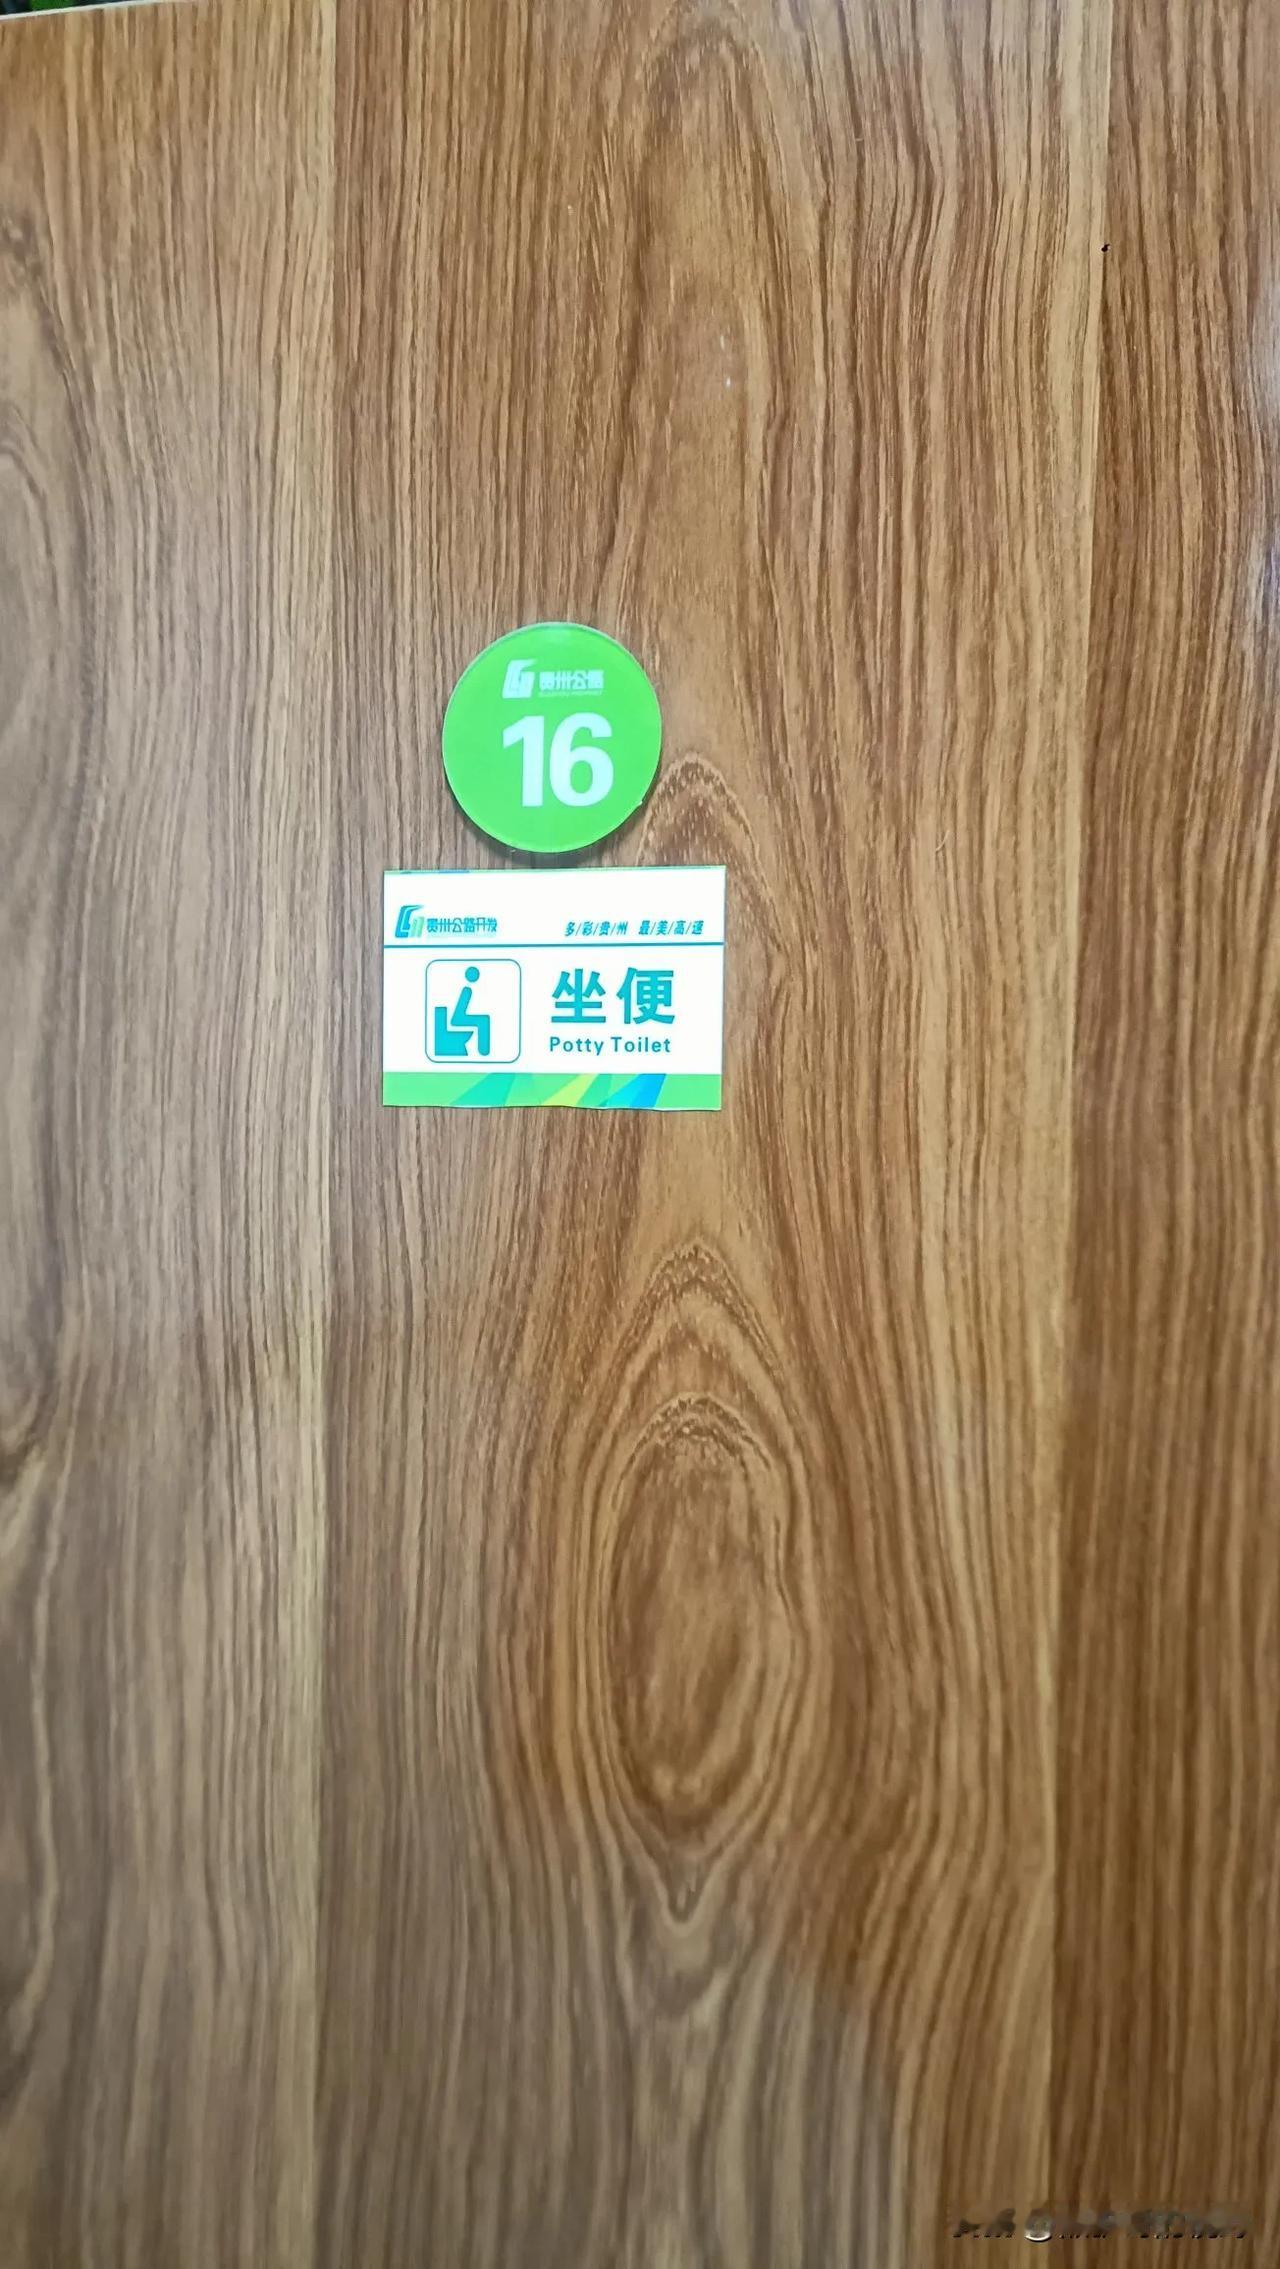 贵州公路
16
贵州公路开发
多/彩/贵/州 最/美/高/速
坐便
Potty Toilet